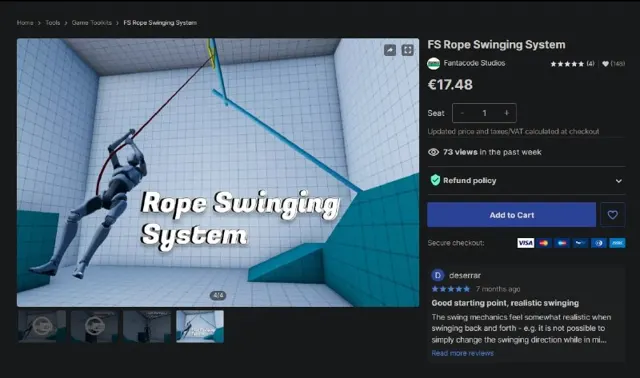 Home > Tools > Game Toolkits > FS Rope Swinging System
FS Rope Swinging System
Fantacode Studios
(4) | (148)
€17.48
Seat - 1 +
Updated price and taxes/VAT calculated at checkout
73 views in the past week
Refund policy
Add to Cart
Secure checkout: VISA
Rope Swinging
System
4/4
D deserrar
7 months ago
Good starting point, realistic swinging
The swing mechanics feel somewhat realistic when
swinging back and forth - e.g. it is not possible to
simply change the swinging direction while in mi...
Read more reviews